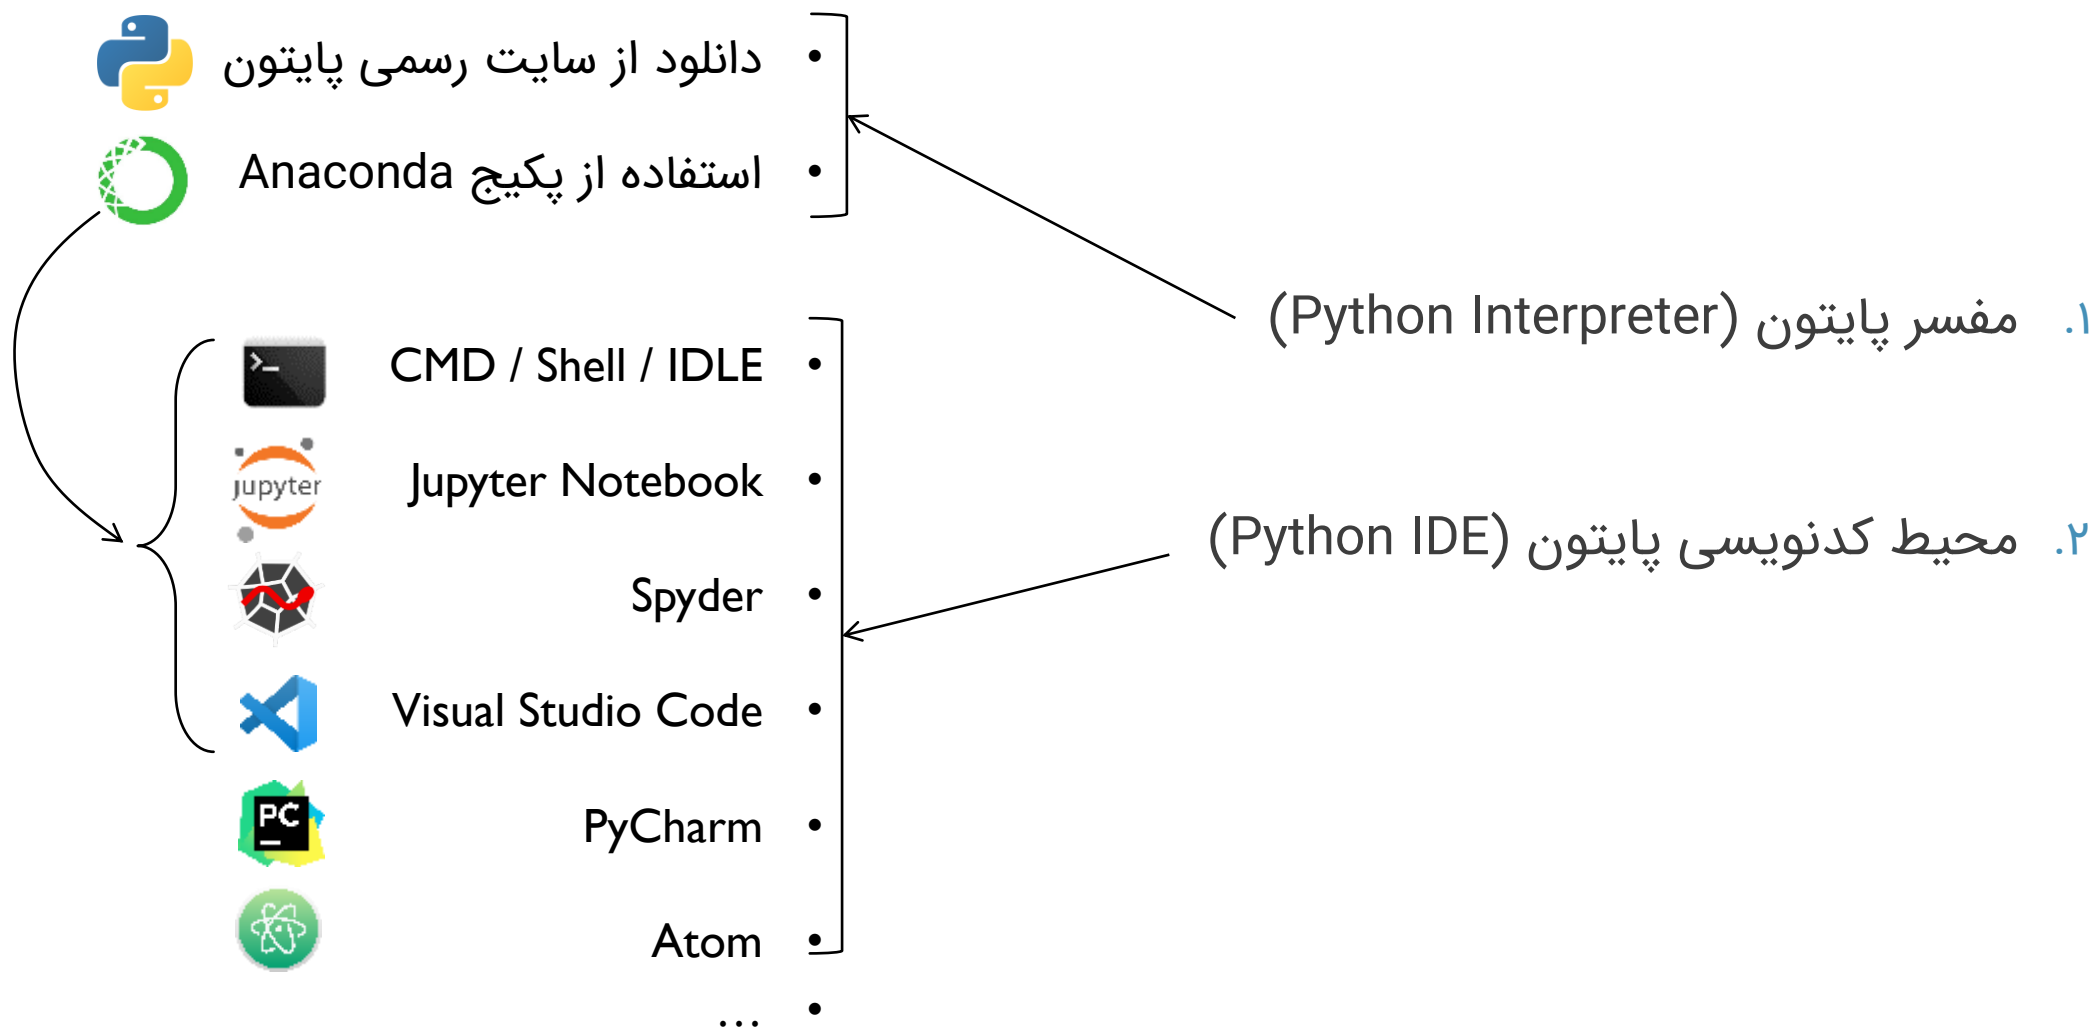 ۱. مفسر پایتون (Python Interpreter)
• دانلود از سایت رسمی پایتون
• استفاده از پکیج Anaconda
۲. محیط کدنویسی پایتون (Python IDE)
• CMD / Shell / IDLE
• Jupyter Notebook
jupyter
• Spyder
• Visual Studio Code
• PyCharm
PC
• Atom
• ...